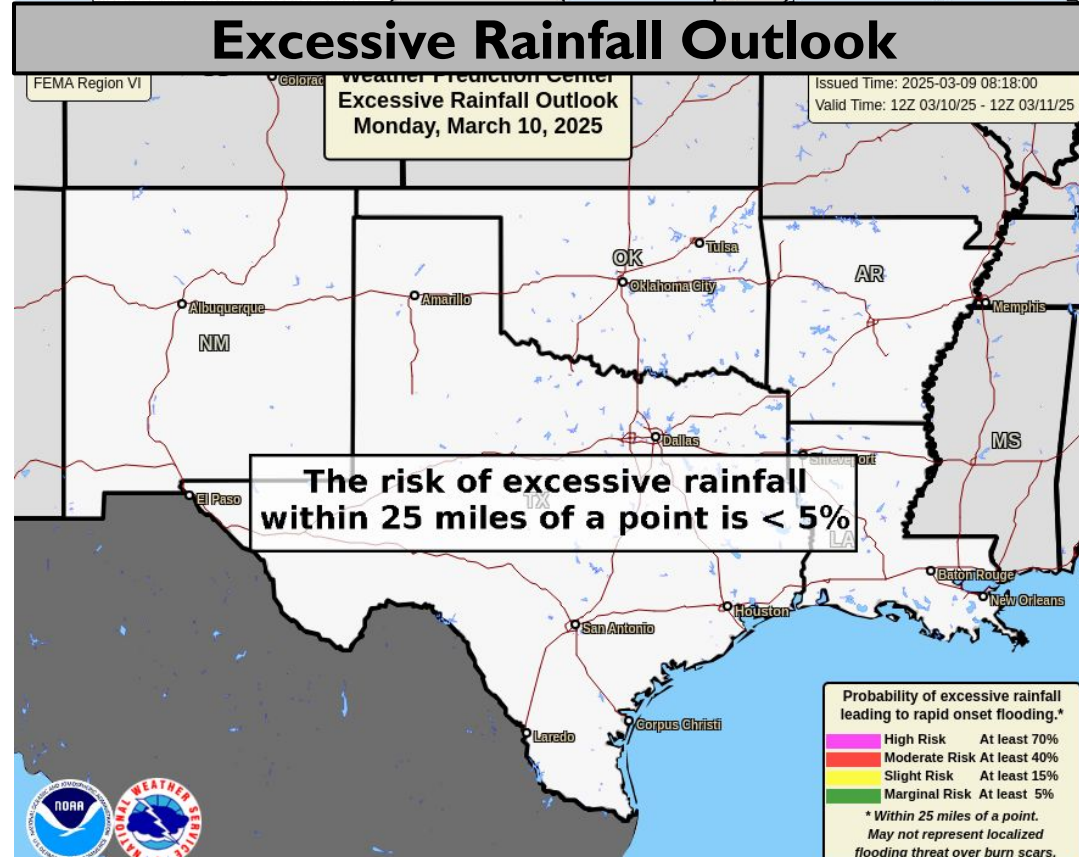 Excessive Rainfall Outlook
FEMA Region VI
Weather Prediction Center
Excessive Rainfall Outlook
Monday, March 10, 2025
Issued Time: 2025-03-09 08:18:00
Valid Time: 12Z 03/10/25 - 12Z 03/11/25
Tulsa
OK
Oklahoma City
AR
Albuquerque
Amarillo
Memphis
NM
Dallas
MS
Shreveport
The risk of excessive rainfall
within 25 miles of a point is < 5%
El Paso
TX
LA
Baton Rouge
New Orleans
Houston
San Antonio
Corpus Christi
Laredo
Probability of excessive rainfall
leading to rapid onset flooding.*
High Risk At least 70%
Moderate Risk At least 40%
Slight Risk At least 15%
Marginal Risk At least 5%
* Within 25 miles of a point.
May not represent localized
flooding threat over burn scars.
NOAA
NATIONAL WEATHER SERVICE